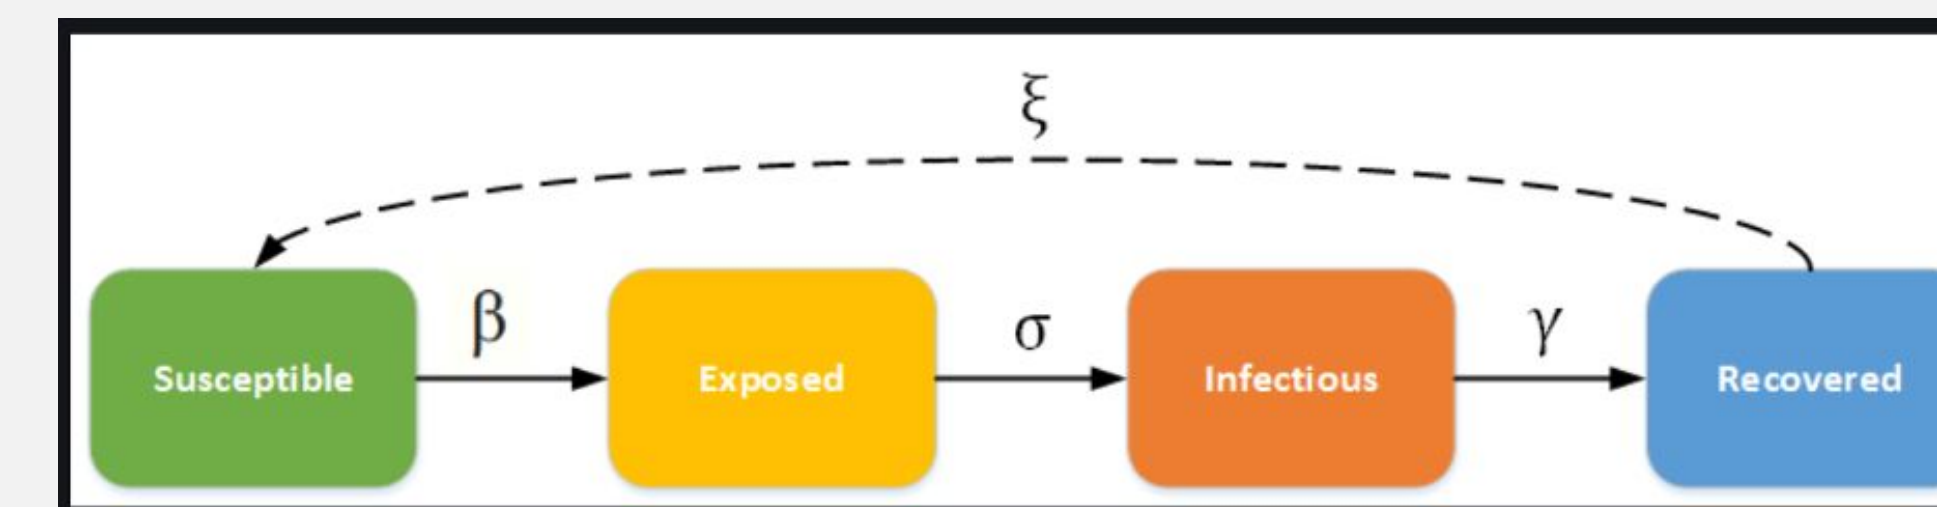 ξ
β
σ
γ
Susceptible
Exposed
Infectious
Recovered